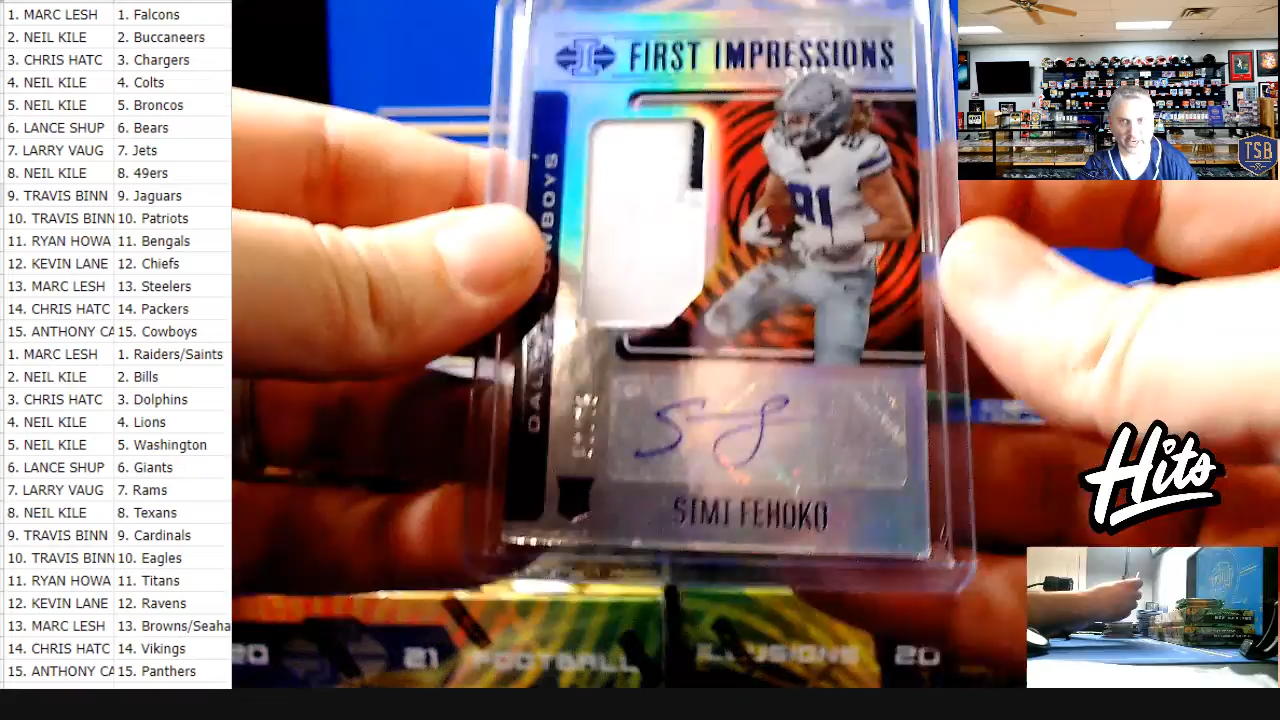 1. MARC LESH 1. Falcons
2. NEIL KILE 2. Buccaneers
3. CHRIS HATC 3. Chargers
4. NEIL KILE 4. Colts
5. NEIL KILE 5. Broncos
6. LANCE SHUP 6. Bears
7. LARRY VAUG 7. Jets
8. NEIL KILE 8. 49ers
9. TRAVIS BINN 9. Jaguars
10. TRAVIS BINN 10. Patriots
11. RYAN HOWA 11. Bengals
12. KEVIN LANE 12. Chiefs
13. MARC LESH 13. Steelers
14. CHRIS HATC 14. Packers
15. ANTHONY CA 15. Cowboys
1. MARC LESH 1. Raiders/Saints
2. NEIL KILE 2. Bills
3. CHRIS HATC 3. Dolphins
4. NEIL KILE 4. Lions
5. NEIL KILE 5. Washington
6. LANCE SHUP 6. Giants
7. LARRY VAUG 7. Rams
8. NEIL KILE 8. Texans
9. TRAVIS BINN 9. Cardinals
10. TRAVIS BINN 10. Eagles
11. RYAN HOWA 11. Titans
12. KEVIN LANE 12. Ravens
13. MARC LESH 13. Browns/Seaha
14. CHRIS HATC 14. Vikings
15. ANTHONY CA 15. Panthers
I FIRST IMPRESSIONS
81
SIMI FEHOKO
20 21 FOOTBALL ILLUSIONS 20
TSB
Hits